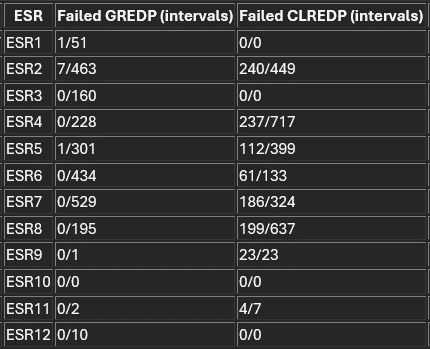 ESR Failed GREDP (intervals) Failed CLREDP (intervals)
ESR1 1/51 0/0
ESR2 7/463 240/449
ESR3 0/160 0/0
ESR4 0/228 237/717
ESR5 1/301 112/399
ESR6 0/434 61/133
ESR7 0/529 186/324
ESR8 0/195 199/637
ESR9 0/1 23/23
ESR10 0/0 0/0
ESR11 0/2 4/7
ESR12 0/10 0/0